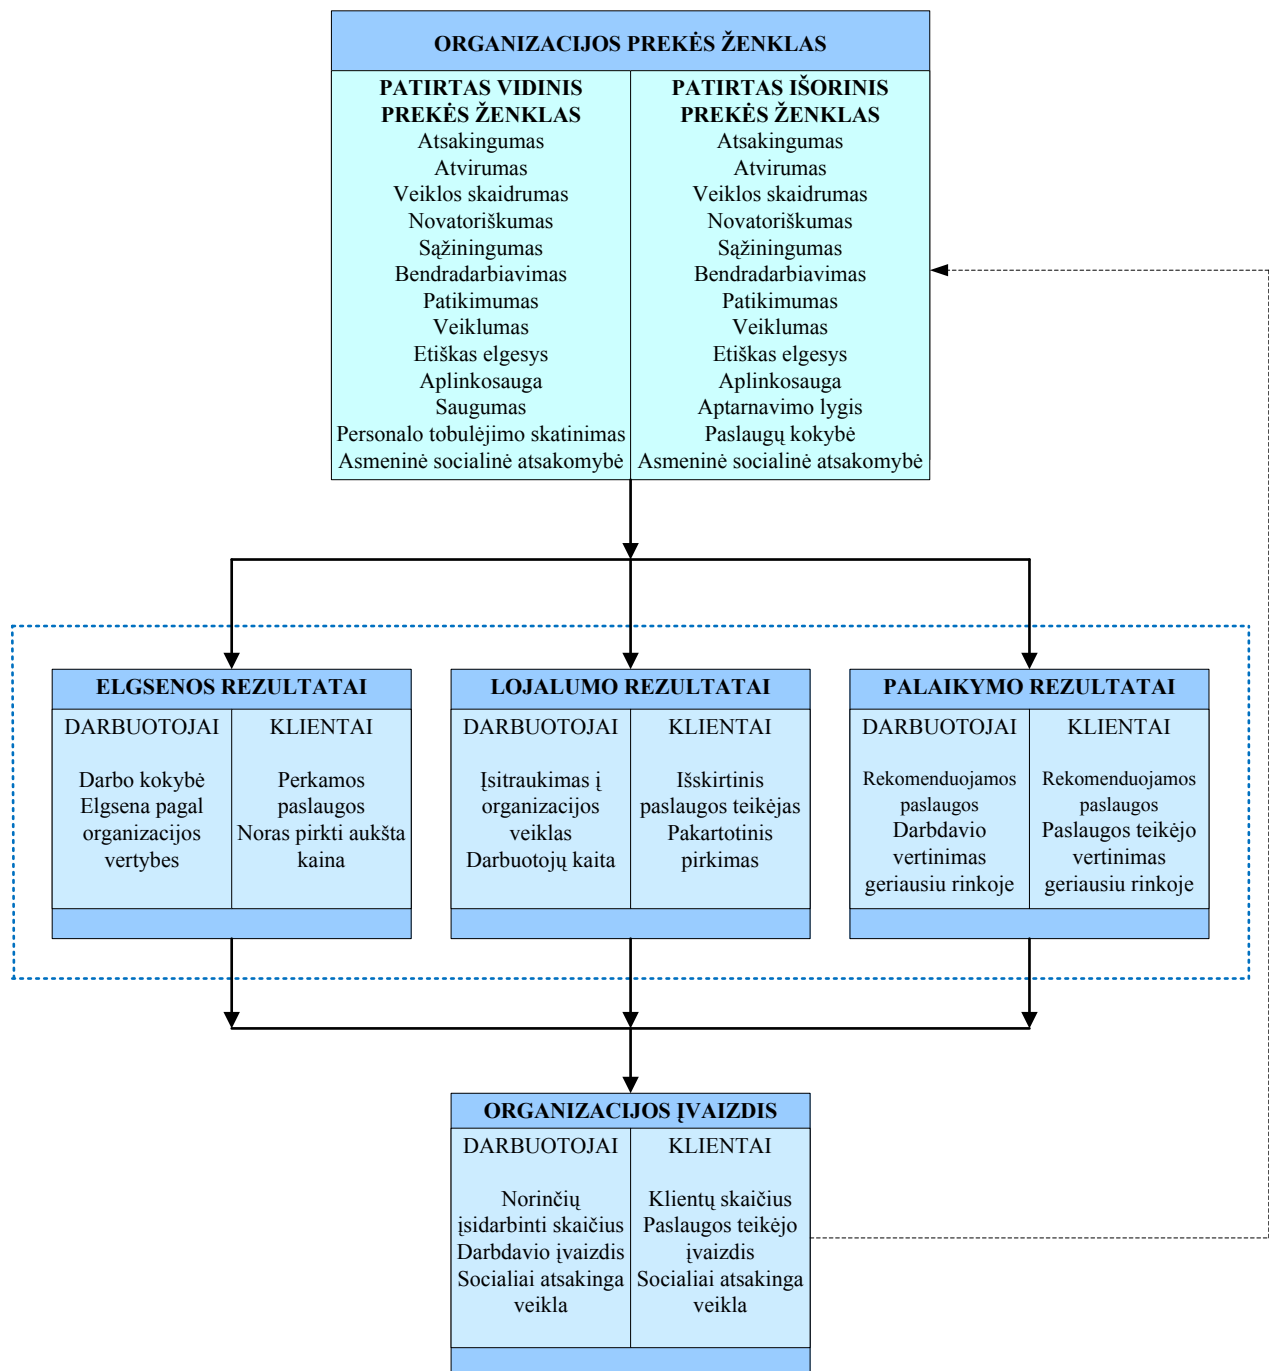 ORGANIZACIJOS PREKĖS ŽENKLAS
PATIRTAS VIDINIS
PREKĖS ŽENKLAS
Atsakingumas
Atvirumas
Veiklos skaidrumas
Novatoriškumas
Sąžiningumas
Bendradarbiavimas
Patikimumas
Veiklumas
Etiškas elgesys
Aplinkosauga
Saugumas
Personalo tobulėjimo skatinimas
Asmeninė socialinė atsakomybė
PATIRTAS IŠORINIS
PREKĖS ŽENKLAS
Atsakingumas
Atvirumas
Veiklos skaidrumas
Novatoriškumas
Sąžiningumas
Bendradarbiavimas
Patikimumas
Veiklumas
Etiškas elgesys
Aplinkosauga
Aptarnavimo lygis
Paslaugų kokybė
Asmeninė socialinė atsakomybė
ELGSENOS REZULTATAI
DARBUOTOJAI
Darbo kokybė
Elgsena pagal
organizacijos
vertybes
KLIENTAI
Perkamos
paslaugos
Noras pirkti aukšta
kaina
LOJALUMO REZULTATAI
DARBUOTOJAI
Įsitraukimas į
organizacijos
veiklas
Darbuotojų kaita
KLIENTAI
Išskirtinis
paslaugos teikėjas
Pakartotinis
pirkimas
PALAIKYMO REZULTATAI
DARBUOTOJAI
Rekomenduojamos
paslaugos
Darbdavio
vertinimas
geriausiu rinkoje
KLIENTAI
Rekomenduojamos
paslaugos
Paslaugos teikėjo
vertinimas
geriausiu rinkoje
ORGANIZACIJOS ĮVAIZDIS
DARBUOTOJAI
Norinčių
įsidarbinti skaičius
Darbdavio įvaizdis
Socialiai atsakinga
veikla
KLIENTAI
Klientų skaičius
Paslaugos teikėjo
įvaizdis
Socialiai atsakinga
veikla